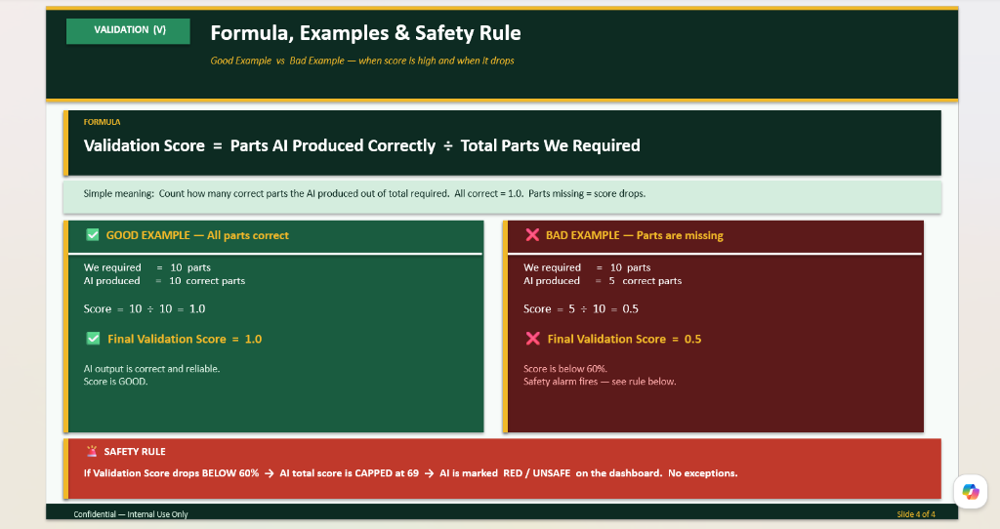 VALIDATION (V)
Formula, Examples & Safety Rule
Good Example vs Bad Example — when score is high and when it drops
FORMULA
Validation Score = Parts AI Produced Correctly ÷ Total Parts We Required
Simple meaning: Count how many correct parts the AI produced out of total required. All correct = 1.0. Parts missing = score drops.
GOOD EXAMPLE — All parts correct
We required = 10 parts
AI produced = 10 correct parts
Score = 10 ÷ 10 = 1.0
Final Validation Score = 1.0
AI output is correct and reliable.
Score is GOOD.
BAD EXAMPLE — Parts are missing
We required = 10 parts
AI produced = 5 correct parts
Score = 5 ÷ 10 = 0.5
Final Validation Score = 0.5
Score is below 60%.
Safety alarm fires — see rule below.
SAFETY RULE
If Validation Score drops BELOW 60% → AI total score is CAPPED at 69 → AI is marked RED / UNSAFE on the dashboard. No exceptions.
Confidential — Internal Use Only
Slide 4 of 4